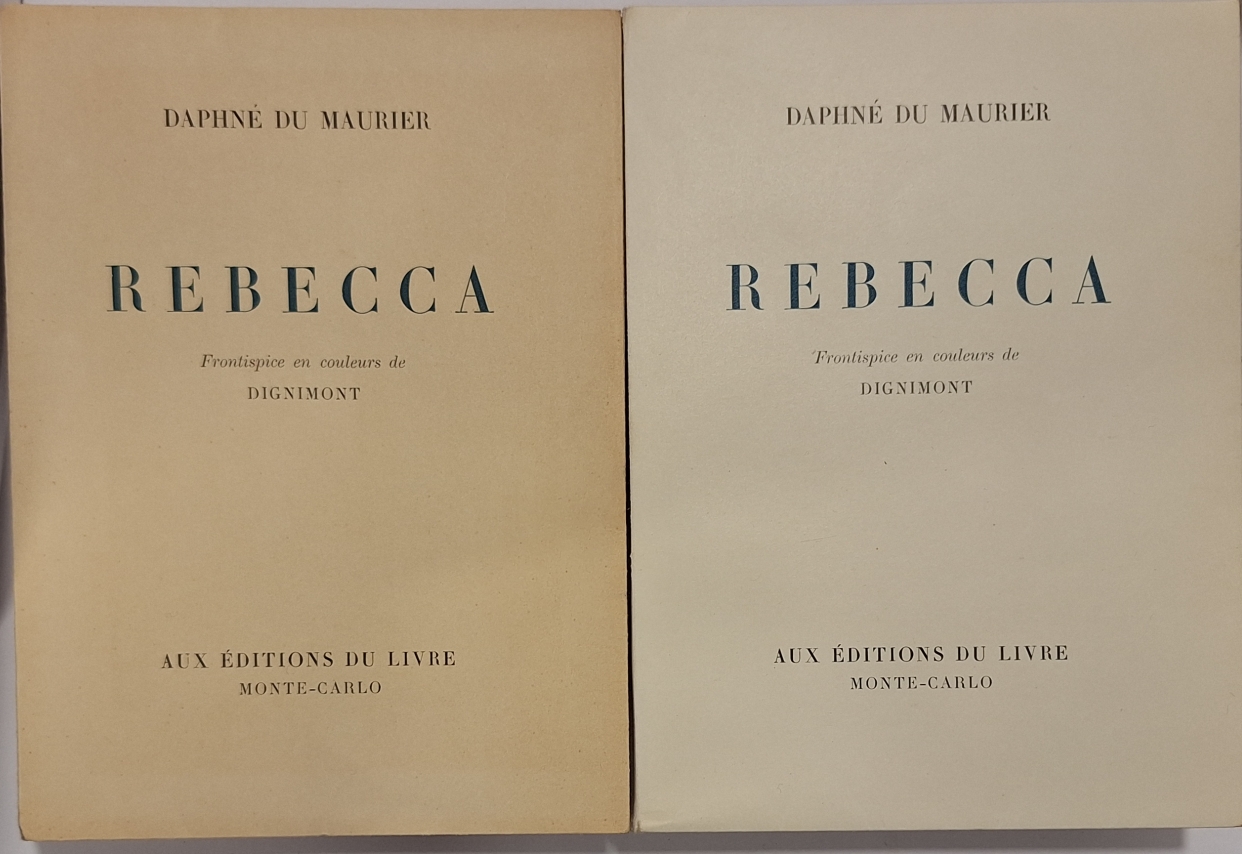 DAPHNÉ DU MAURIER
REBECCA
Frontispice en couleurs de
DIGNIMONT
AUX ÉDITIONS DU LIVRE
MONTE-CARLO
DAPHNÉ DU MAURIER
REBECCA
Frontispice en couleurs de
DIGNIMONT
AUX ÉDITIONS DU LIVRE
MONTE-CARLO